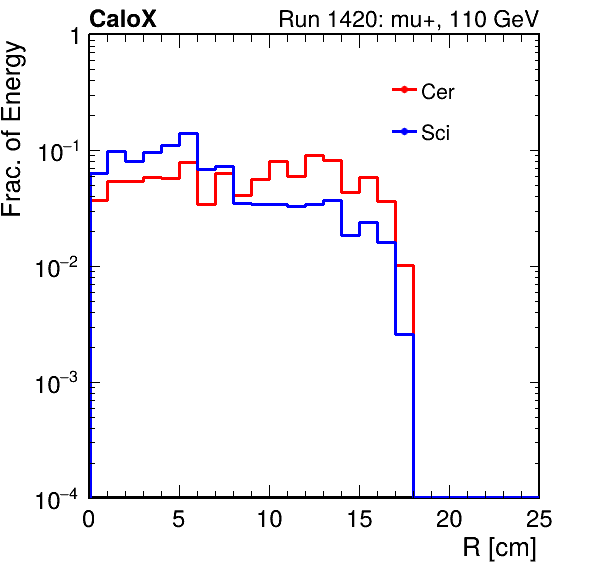 CaloX Run 1420: mu+, 110 GeV
Frac. of Energy
1
10⁻¹
10⁻²
10⁻³
10⁻⁴
Cer
Sci
0 5 10 15 20 25
R [cm]